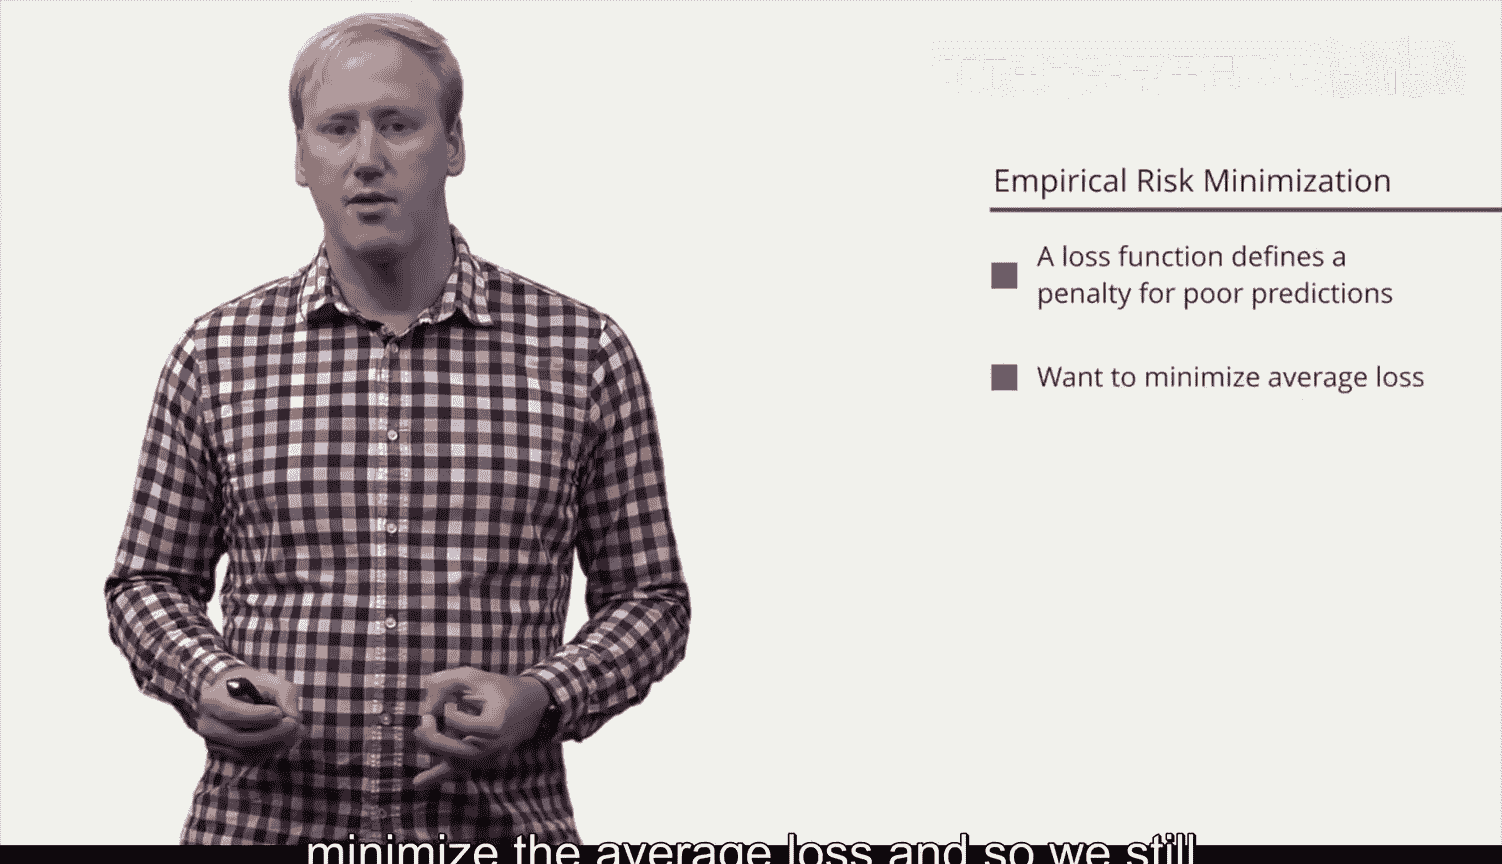 Empirical Risk Minimization
A loss function defines a
penalty for poor predictions
Want to minimize average loss
minimize the average loss and so we still